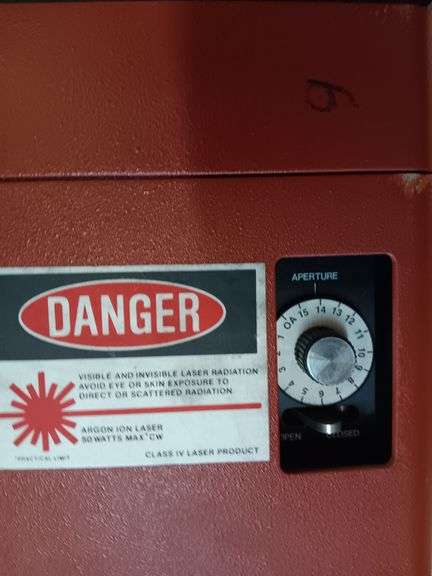 DANGER
VISIBLE AND INVISIBLE LASER RADIATION
AVOID EYE OR SKIN EXPOSURE TO
DIRECT OR SCATTERED RADIATION
ARGON ION LASER
50 WATTS MAX*CW
*PRACTICAL LIMIT
CLASS IV LASER PRODUCT
APERTURE
OA 15 14 13 12 11 10 9 8 7 6 5 4 3 2 1
OPEN CLOSED